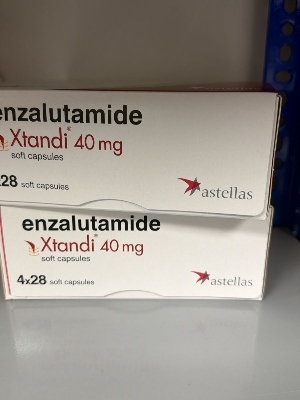 enzalutamide
Xtandi® 40 mg
soft capsules
x28 soft capsules
astellas
enzalutamide
Xtandi® 40 mg
soft capsules
4x28 soft capsules
astellas